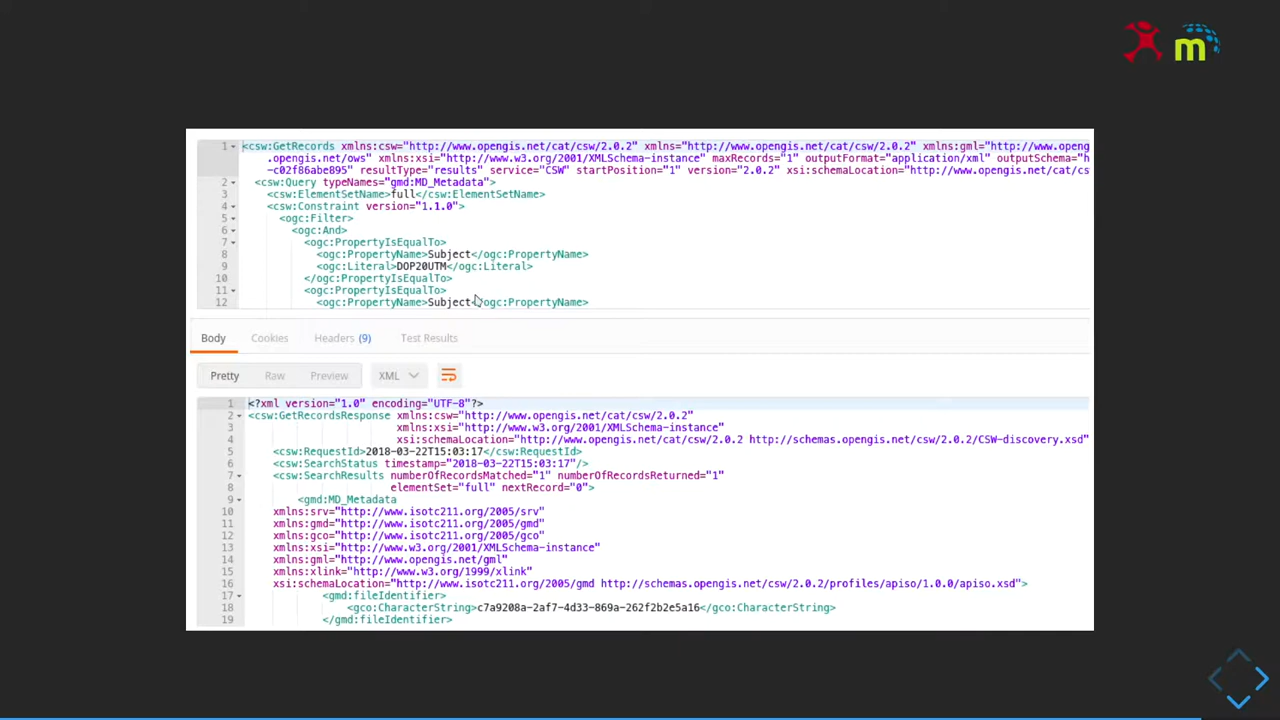 m
1 <csw:GetRecords xmlns:csw="http://www.opengis.net/cat/csw/2.0.2" xmlns="http://www.opengis.net/cat/csw/2.0.2" xmlns:gml="http://www.openg
.opengis.net/ows" xmlns:xsi="http://www.w3.org/2001/XMLSchema-instance" maxRecords="1" outputFormat="application/xml" outputSchema="h
-c02f86abe895" resultType="results" service="CSW" startPosition="1" version="2.0.2" xsi:schemaLocation="http://www.opengis.net/cat/cs
2 <csw:Query typeNames="gmd:MD_Metadata">
3 <csw:ElementSetName>full</csw:ElementSetName>
4 <csw:Constraint version="1.1.0">
5 <ogc:Filter>
6 <ogc:And>
7 <ogc:PropertyIsEqualTo>
8 <ogc:PropertyName>Subject</ogc:PropertyName>
9 <ogc:Literal>DOP20UTM</ogc:Literal>
10 </ogc:PropertyIsEqualTo>
11 <ogc:PropertyIsEqualTo>
12 <ogc:PropertyName>Subject</ogc:PropertyName>
Body Cookies Headers (9) Test Results
Pretty Raw Preview XML
1 <?xml version="1.0" encoding="UTF-8"?>
2 <csw:GetRecordsResponse xmlns:csw="http://www.opengis.net/cat/csw/2.0.2"
3 xmlns:xsi="http://www.w3.org/2001/XMLSchema-instance"
4 xsi:schemaLocation="http://www.opengis.net/cat/csw/2.0.2 http://schemas.opengis.net/csw/2.0.2/CSW-discovery.xsd"
5 <csw:RequestId>2018-03-22T15:03:17</csw:RequestId>
6 <csw:SearchStatus timestamp="2018-03-22T15:03:17"/>
7 <csw:SearchResults numberOfRecordsMatched="1" numberOfRecordsReturned="1"
8 elementSet="full" nextRecord="0">
9 <gmd:MD_Metadata
10 xmlns:srv="http://www.isotc211.org/2005/srv"
11 xmlns:gmd="http://www.isotc211.org/2005/gmd"
12 xmlns:gco="http://www.isotc211.org/2005/gco"
13 xmlns:xsi="http://www.w3.org/2001/XMLSchema-instance"
14 xmlns:gml="http://www.opengis.net/gml"
15 xmlns:xlink="http://www.w3.org/1999/xlink"
16 xsi:schemaLocation="http://www.isotc211.org/2005/gmd http://schemas.opengis.net/csw/2.0.2/profiles/apiso/1.0.0/apiso.xsd">
17 <gmd:fileIdentifier>
18 <gco:CharacterString>c7a9208a-2af7-4d33-869a-262f2b2e5a16</gco:CharacterString>
19 </gmd:fileIdentifier>